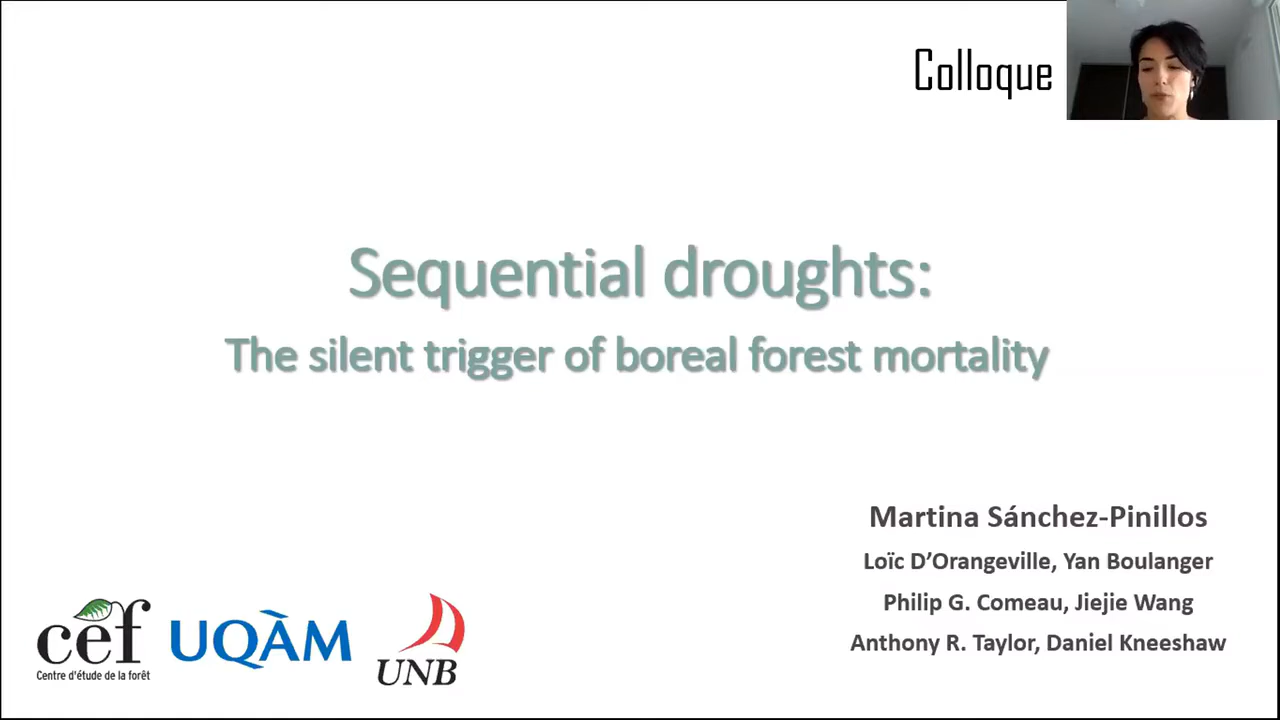 Colloque
Sequential droughts:
The silent trigger of boreal forest mortality
Martina Sánchez-Pinillos
Loïc D’Orangeville, Yan Boulanger
Philip G. Comeau, Jiejie Wang
Anthony R. Taylor, Daniel Kneeshaw
cef
Centre d'étude de la forêt
UQÀM
UNB